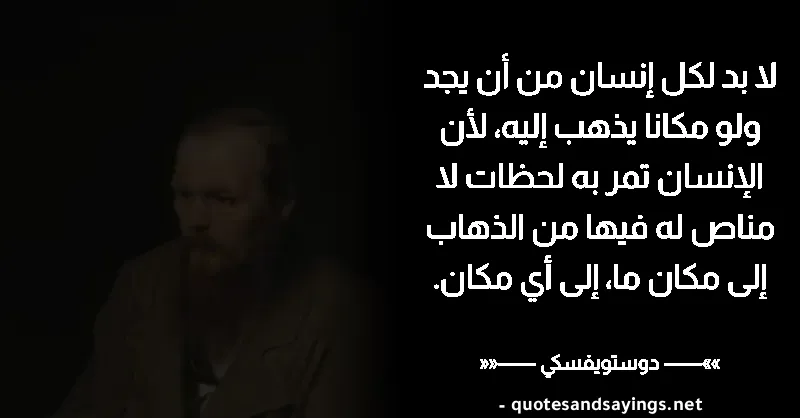 لا بد لكل إنسان من أن يجد
ولو مكانا يذهب إليه، لأن
الإنسان تمر به لحظات لا
مناص له فيها من الذهاب
إلى مكان ما، إلى أي مكان.
»»—— دوستويفسكي ——««
- quotesandsayings.net